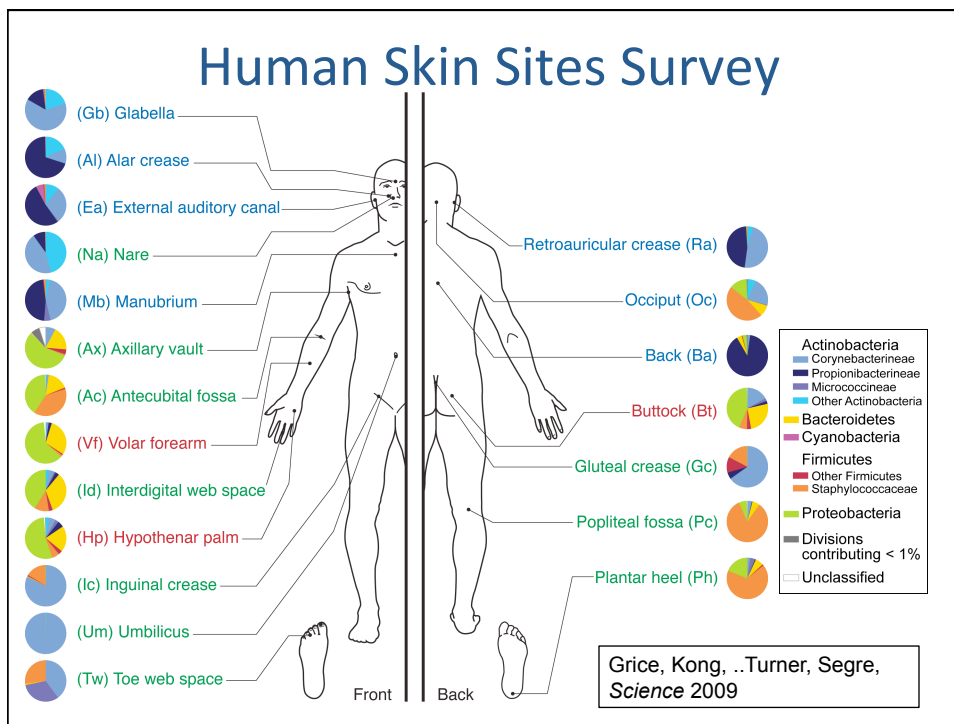 Human Skin Sites Survey
(Gb) Glabella
(Al) Alar crease
(Ea) External auditory canal
(Na) Nare
(Mb) Manubrium
(Ax) Axillary vault
(Ac) Antecubital fossa
(Vf) Volar forearm
(Id) Interdigital web space
(Hp) Hypothenar palm
(Ic) Inguinal crease
(Um) Umbilicus
(Tw) Toe web space
Front
Back
Retroauricular crease (Ra)
Occiput (Oc)
Back (Ba)
Buttock (Bt)
Gluteal crease (Gc)
Popliteal fossa (Pc)
Plantar heel (Ph)
Actinobacteria
Corynebacterineae
Propionibacterineae
Micrococcineae
Other Actinobacteria
Bacteroidetes
Cyanobacteria
Firmicutes
Other Firmicutes
Staphylococcaceae
Proteobacteria
Divisions
contributing < 1%
Unclassified
Grice, Kong, ..Turner, Segre,
Science 2009